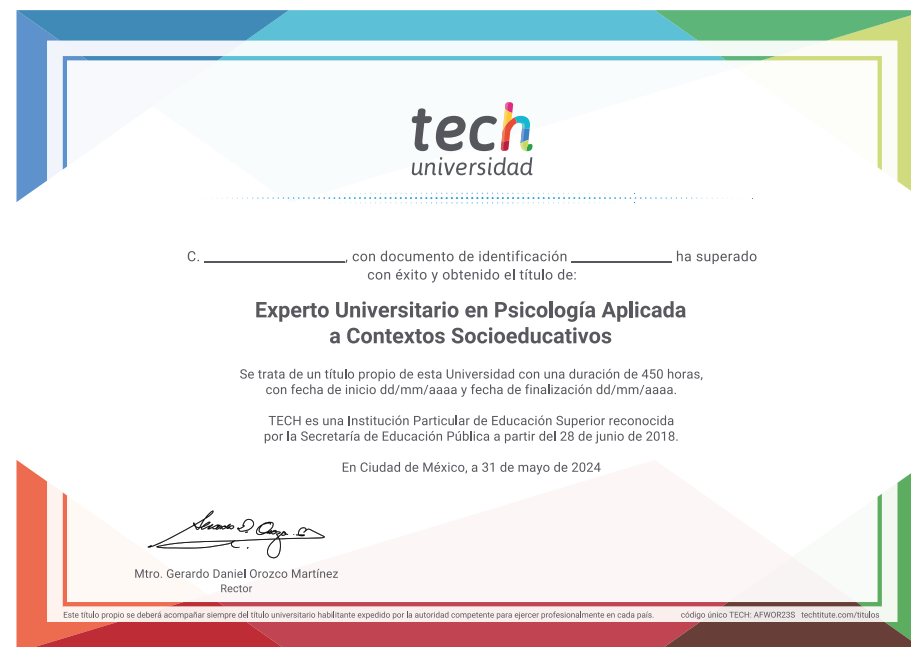 tech
universidad
C. ____________, con documento de identificación ____________ ha superado
con éxito y obtenido el título de:
Experto Universitario en Psicología Aplicada
a Contextos Socioeducativos
Se trata de un título propio de esta Universidad con una duración de 450 horas,
con fecha de inicio dd/mm/aaaa y fecha de finalización dd/mm/aaaa.
TECH es una Institución Particular de Educación Superior reconocida
por la Secretaría de Educación Pública a partir del 28 de junio de 2018.
En Ciudad de México, a 31 de mayo de 2024
Mtro. Gerardo Daniel Orozco Martínez
Rector
Este título propio se deberá acompañar siempre del título universitario habilitante expedido por la autoridad competente para ejercer profesionalmente en cada país. código único TECH: AFWOR23S techtitute.com/titulos